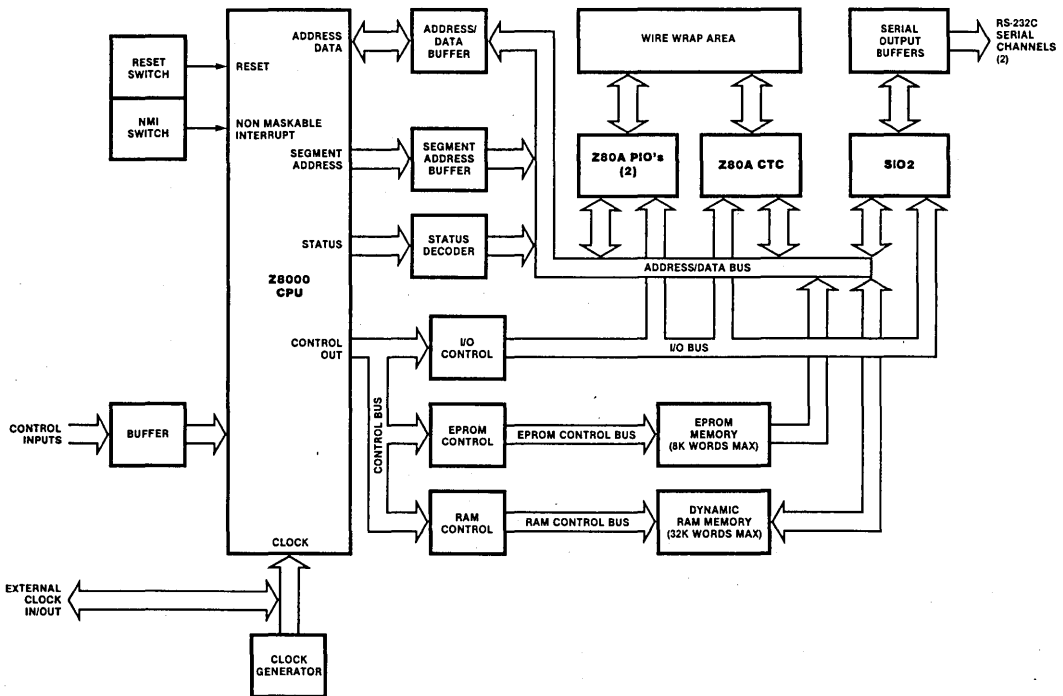 ADDRESS
DATA
ADDRESS/
DATA
BUFFER
WIRE WRAP AREA
SERIAL
OUTPUT
BUFFERS
RS-232C
SERIAL
CHANNELS
(2)
RESET
SWITCH
RESET
NMI
SWITCH
NON MASKABLE
INTERRUPT
SEGMENT
ADDRESS
SEGMENT
ADDRESS
BUFFER
Z80A PIO's
(2)
Z80A CTC
SIO2
STATUS
STATUS
DECODER
ADDRESS/DATA BUS
Z8000
CPU
CONTROL
OUT
I/O
CONTROL
I/O BUS
CONTROL BUS
CONTROL
INPUTS
BUFFER
EPROM
CONTROL
EPROM CONTROL BUS
EPROM
MEMORY
(8K WORDS MAX)
RAM
CONTROL
RAM CONTROL BUS
DYNAMIC
RAM MEMORY
(32K WORDS MAX)
CLOCK
EXTERNAL
CLOCK
IN/OUT
CLOCK
GENERATOR